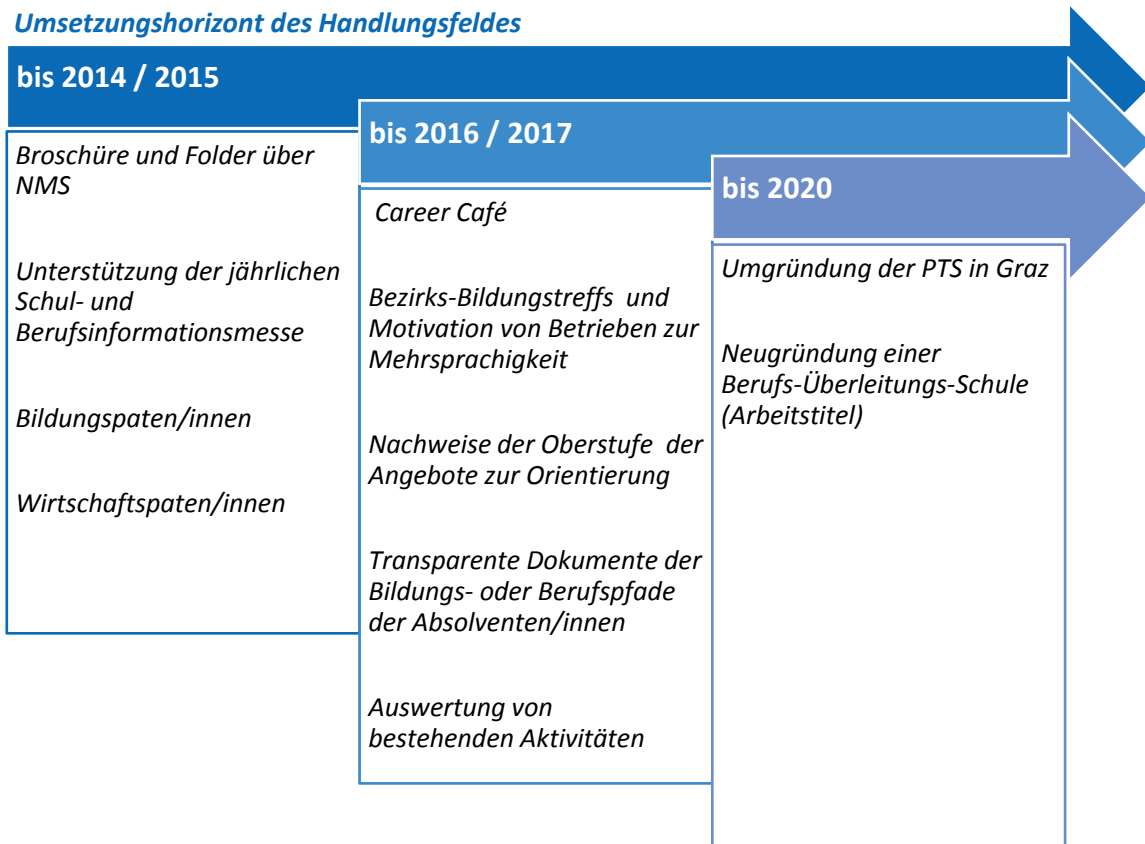 Umsetzungshorizont des Handlungsfeldes
bis 2014 / 2015
Broschüre und Folder über
NMS
Unterstützung der jährlichen
Schul- und
Berufsinformationsmesse
Bildungspaten/innen
Wirtschaftspaten/innen
bis 2016 / 2017
Career Café
Bezirks-Bildungstreffs und
Motivation von Betrieben zur
Mehrsprachigkeit
Nachweise der Oberstufe der
Angebote zur Orientierung
Transparente Dokumente der
Bildungs- oder Berufspfade
der Absolventen/innen
Auswertung von
bestehenden Aktivitäten
bis 2020
Umgründung der PTS in Graz
Neugründung einer
Berufs-Überleitungs-Schule
(Arbeitstitel)